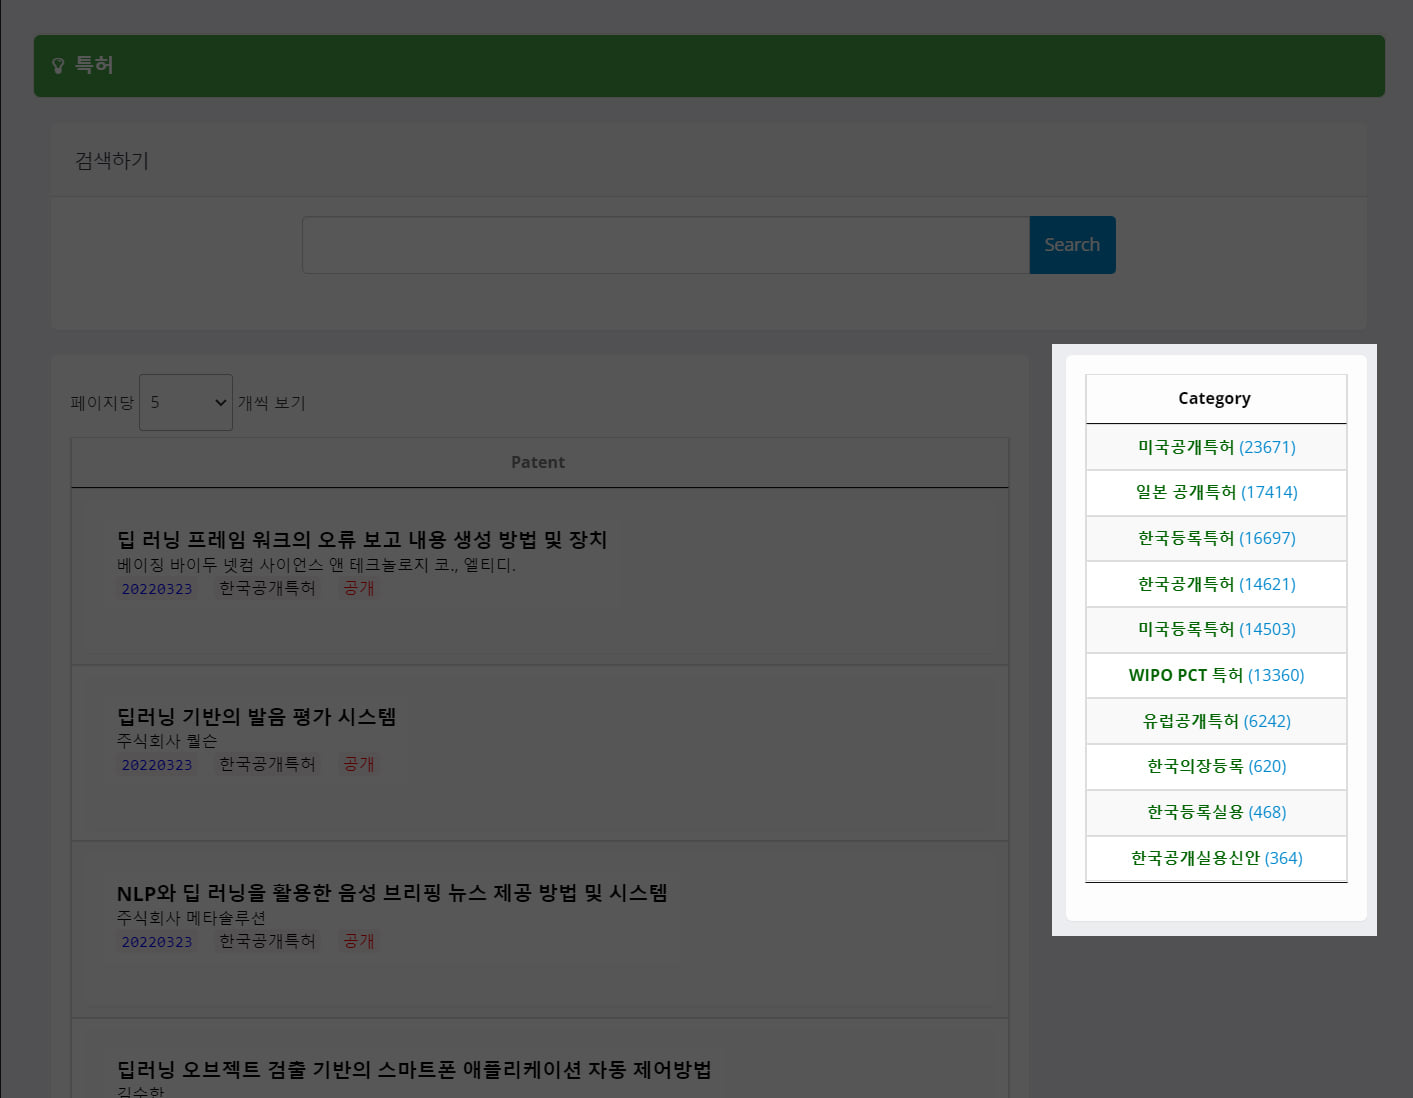 특허
검색하기
Search
페이지당 5 개씩 보기
Patent
딥 러닝 프레임 워크의 오류 보고 내용 생성 방법 및 장치
베이징 바이두 넷컴 사이언스 앤 테크놀로지 코., 엘티디.
20220323 한국공개특허 공개
딥러닝 기반의 발음 평가 시스템
주식회사 퀄슨
20220323 한국공개특허 공개
NLP와 딥 러닝을 활용한 음성 브리핑 뉴스 제공 방법 및 시스템
주식회사 메타솔루션
20220323 한국공개특허 공개
딥러닝 오브젝트 검출 기반의 스마트폰 애플리케이션 자동 제어방법
Category
미국공개특허 (23671)
일본 공개특허 (17414)
한국등록특허 (16697)
한국공개특허 (14621)
미국등록특허 (14503)
WIPO PCT 특허 (13360)
유럽공개특허 (6242)
한국의장등록 (620)
한국등록실용 (468)
한국공개실용신안 (364)